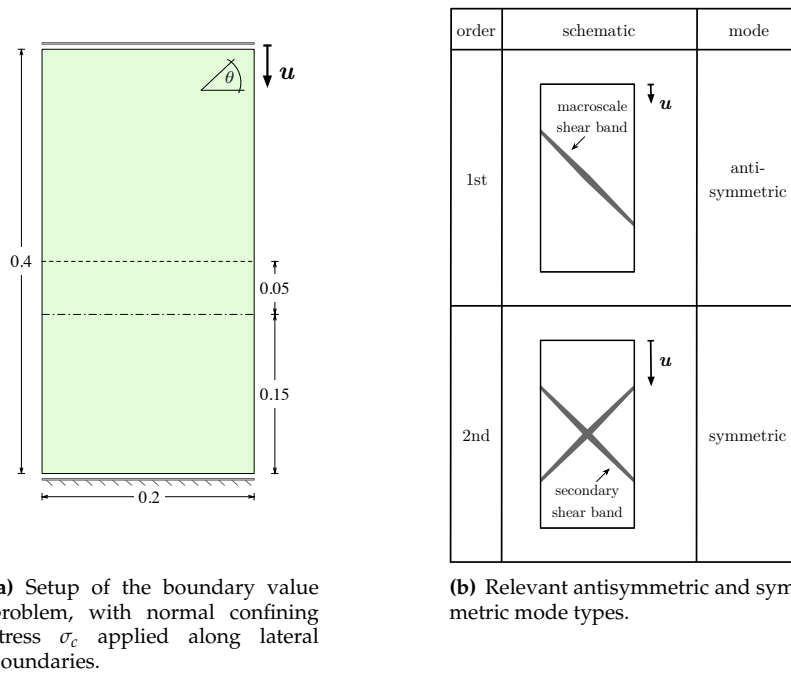 θ
u
0.4
0.05
0.15
0.2
a) Setup of the boundary value
problem, with normal confining
tress σc applied along lateral
oundaries.
order schematic mode
u
macroscale
shear band
1st
anti-
symmetric
u
2nd
symmetric
secondary
shear band
(b) Relevant antisymmetric and sym
metric mode types.